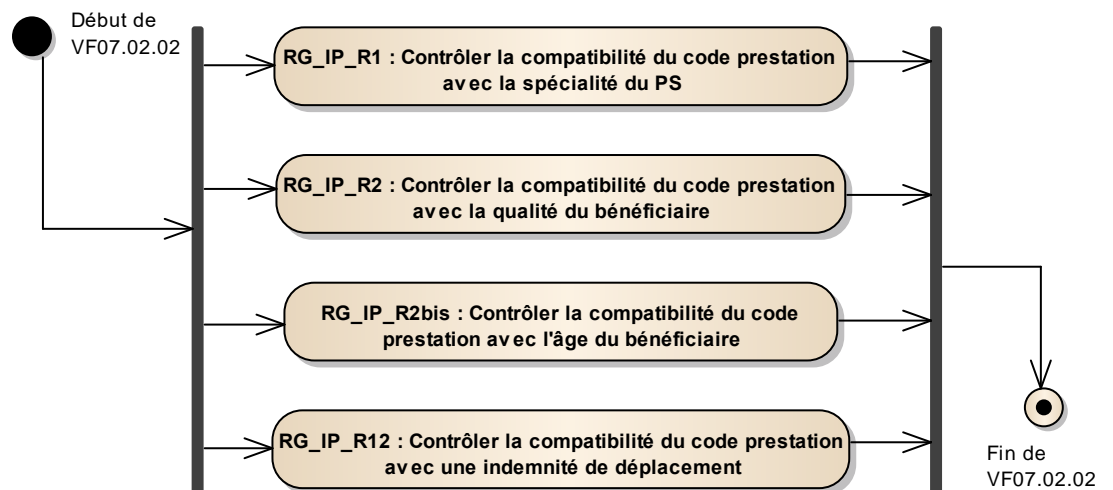 Début de
VF07.02.02
RG_IP_R1 : Contrôler la compatibilité du code prestation
avec la spécialité du PS
RG_IP_R2 : Contrôler la compatibilité du code prestation
avec la qualité du bénéficiaire
RG_IP_R2bis : Contrôler la compatibilité du code
prestation avec l'âge du bénéficiaire
RG_IP_R12 : Contrôler la compatibilité du code prestation
avec une indemnité de déplacement
Fin de
VF07.02.02